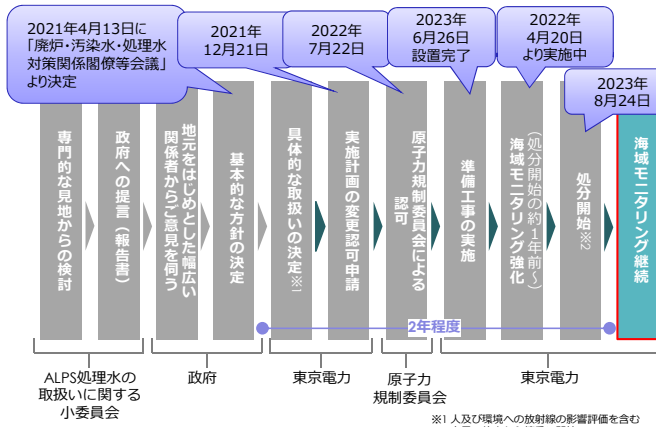 2021年4月13日に
「廃炉・汚染水・処理水
対策関係閣僚等会議」
より決定
2021年
12月21日
2022年
7月22日
2023年
6月26日
設置完了
2022年
4月20日
より実施中
2023年
8月24日
専門的な見地からの検討
政府への提言（報告書）
地元をはじめとした幅広い
関係者からご意見を伺う
基本的な方針の決定
具体的な取扱いの決定※1
実施計画の変更認可申請
原子力規制委員会による
認可
準備工事の実施
（処分開始の約1年前～）
海域モニタリング強化
処分開始※2
海域モニタリング継続
2年程度
ALPS処理水の
取扱いに関する
小委員会
政府
東京電力
原子力
規制委員会
東京電力
※1 人及び環境への放射線の影響評価を含む